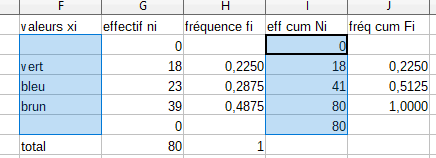 F G H I J
valeurs xi effectif ni fréquence fi eff cum Ni fréq cum Fi
0 0
vert 18 0,2250 18 0,2250
bleu 23 0,2875 41 0,5125
brun 39 0,4875 80 1,0000
0 80
total 80 1